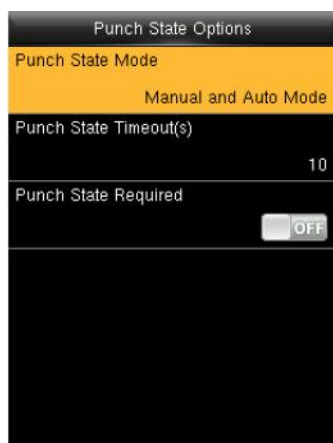 Punch State Options
Punch State Mode
Manual and Auto Mode
Punch State Timeout(s)
10
Punch State Required
OFF